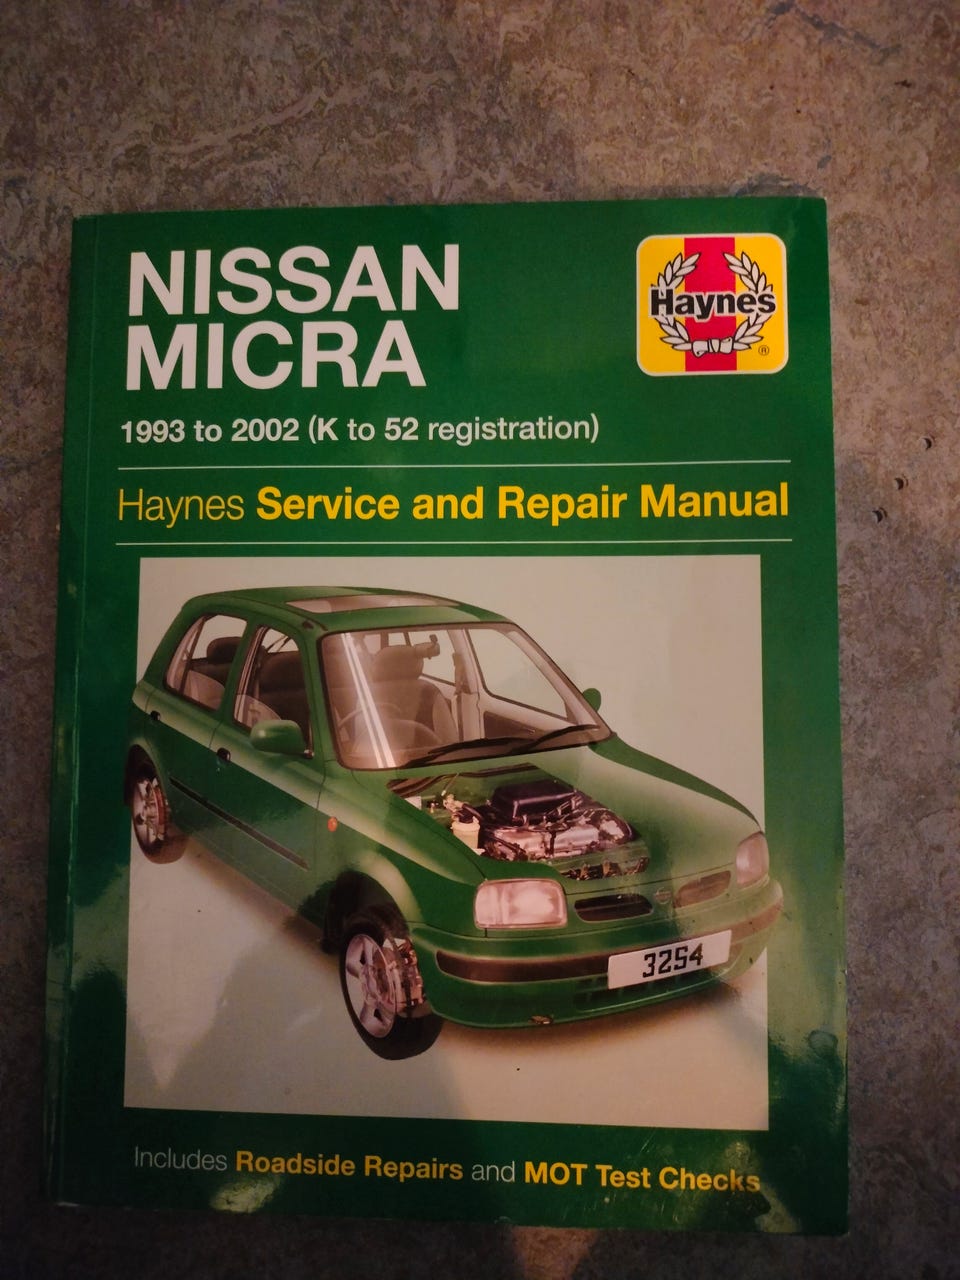 NISSAN
MICRA
Haynes
®
1993 to 2002 (K to 52 registration)
Haynes Service and Repair Manual
3254
Includes Roadside Repairs and MOT Test Checks